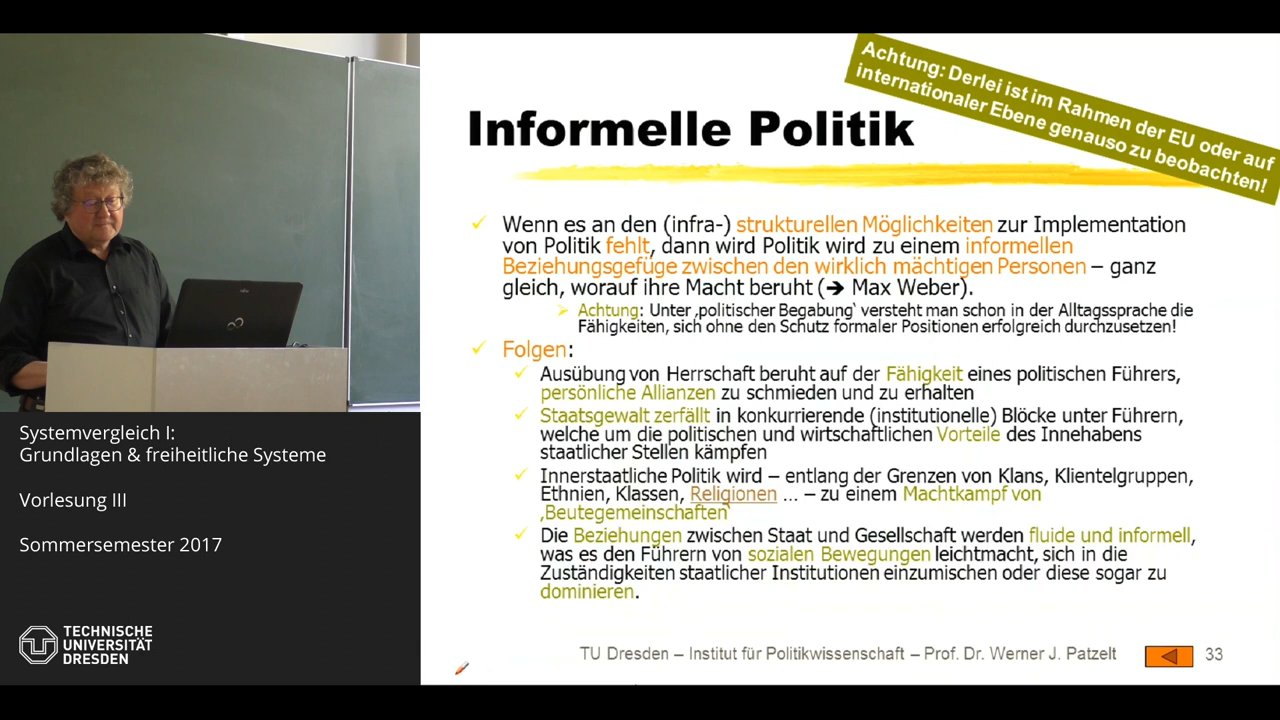 Achtung: Derlei ist im Rahmen der EU oder auf
internationaler Ebene genauso zu beobachten!
Informelle Politik
Wenn es an den (infra-) strukturellen Möglichkeiten zur Implementation
von Politik fehlt, dann wird Politik wird zu einem informellen
Beziehungsgefüge zwischen den wirklich mächtigen Personen – ganz
gleich, worauf ihre Macht beruht (➔ Max Weber).
Achtung: Unter ‚politischer Begabung‘ versteht man schon in der Alltagssprache die
Fähigkeiten, sich ohne den Schutz formaler Positionen erfolgreich durchzusetzen!
Folgen:
Ausübung von Herrschaft beruht auf der Fähigkeit eines politischen Führers,
persönliche Allianzen zu schmieden und zu erhalten
Staatsgewalt zerfällt in konkurrierende (institutionelle) Blöcke unter Führern,
welche um die politischen und wirtschaftlichen Vorteile des Innehabens
staatlicher Stellen kämpfen
Innerstaatliche Politik wird – entlang der Grenzen von Klans, Klientelgruppen,
Ethnien, Klassen, Religionen ... – zu einem Machtkampf von
‚Beutegemeinschaften‘
Die Beziehungen zwischen Staat und Gesellschaft werden fluide und informell,
was es den Führern von sozialen Bewegungen leichtmacht, sich in die
Zuständigkeiten staatlicher Institutionen einzumischen oder diese sogar zu
dominieren.
TU Dresden – Institut für Politikwissenschaft – Prof. Dr. Werner J. Patzelt
33
Systemvergleich I:
Grundlagen & freiheitliche Systeme
Vorlesung III
Sommersemester 2017
TECHNISCHE
UNIVERSITÄT
DRESDEN